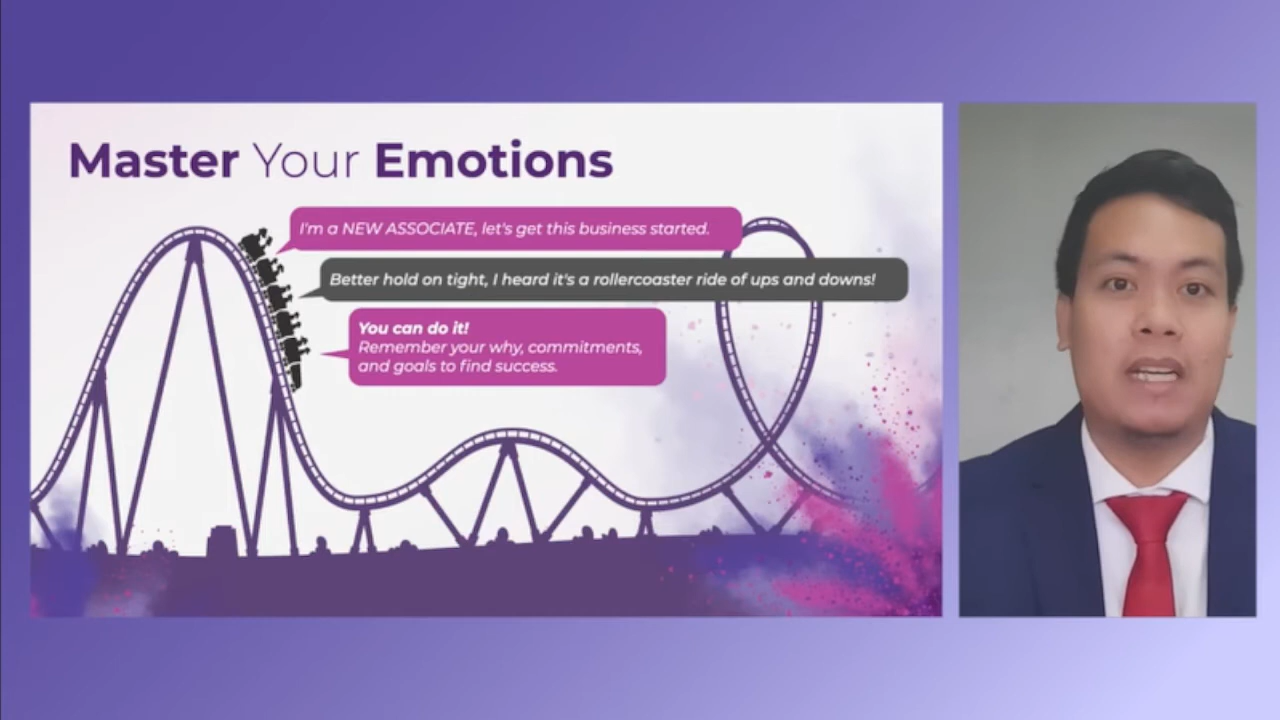 Master Your Emotions
I'm a NEW ASSOCIATE, let's get this business started.
Better hold on tight, I heard it's a rollercoaster ride of ups and downs!
You can do it!
Remember your why, commitments,
and goals to find success.